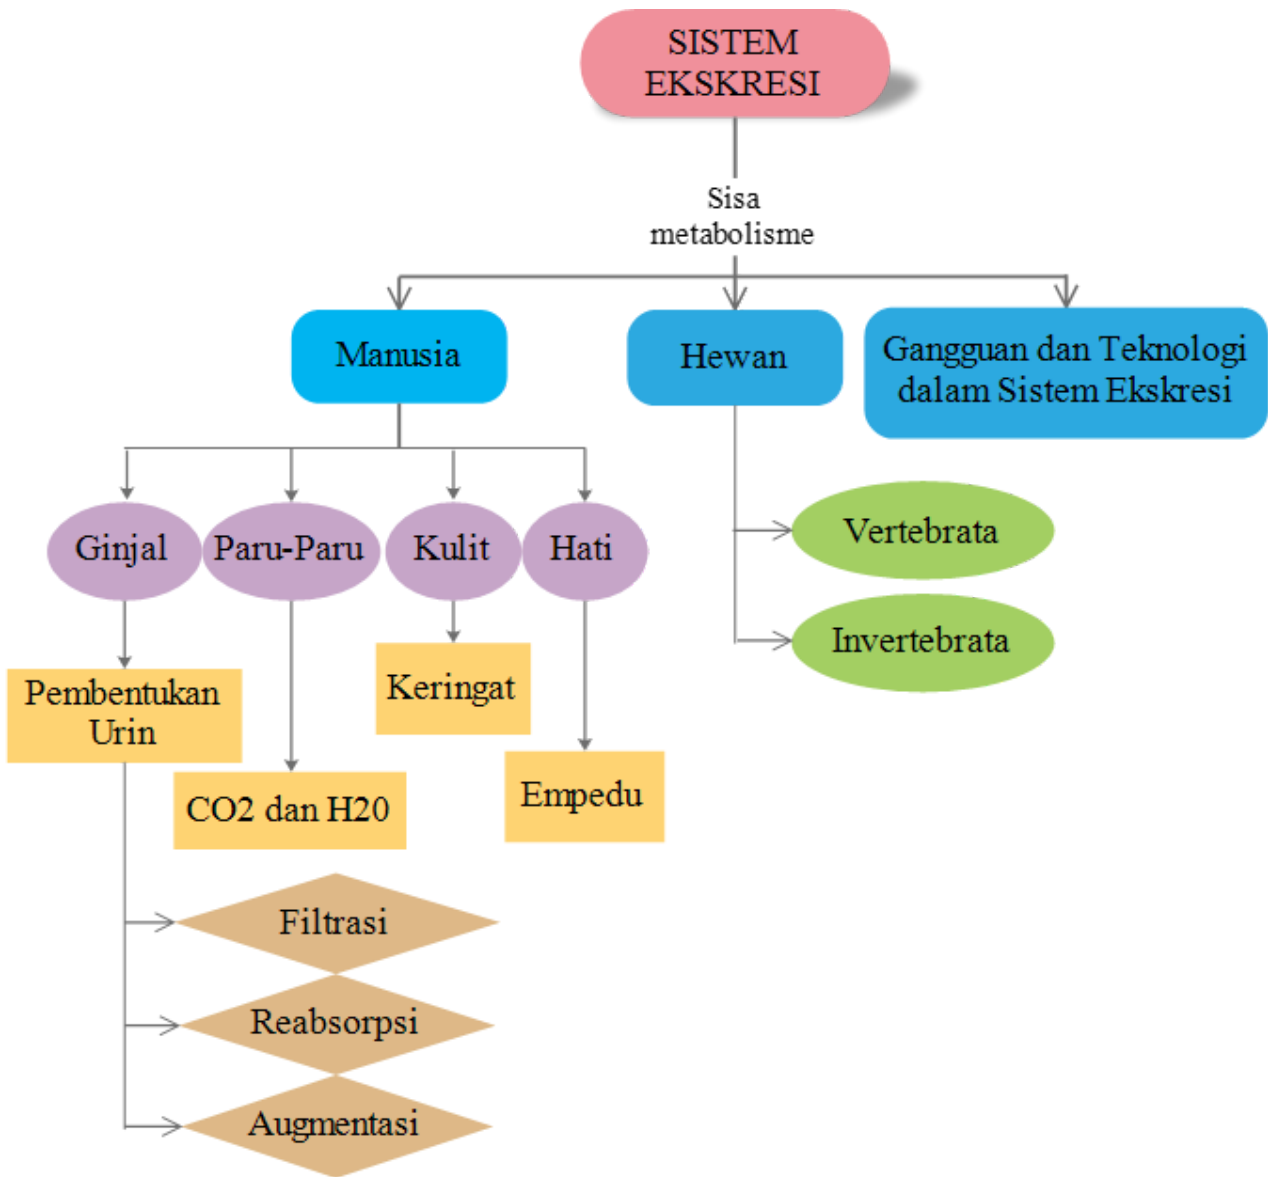 SISTEM
EKSKRESI
Sisa
metabolisme
Manusia
Hewan
Gangguan dan Teknologi
dalam Sistem Ekskresi
Ginjal
Paru-Paru
Kulit
Hati
Vertebrata
Invertebrata
Pembentukan
Urin
Keringat
CO2 dan H20
Empedu
Filtrasi
Reabsorpsi
Augmentasi